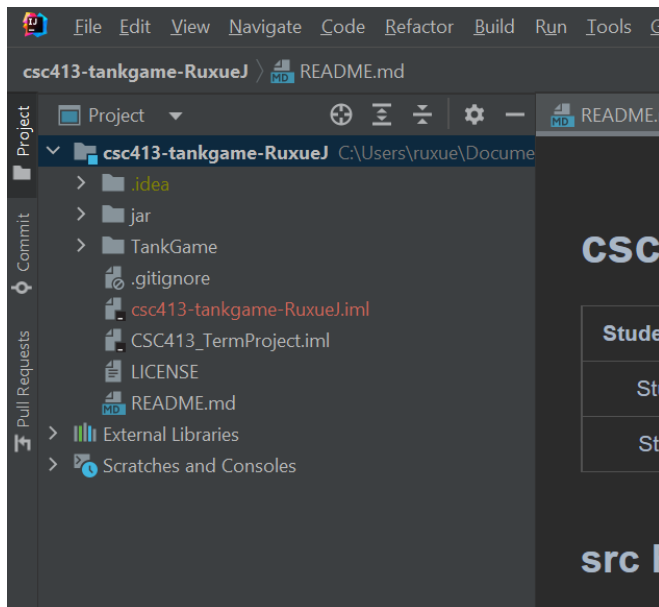 IJ File Edit View Navigate Code Refactor Build Run Tools G
csc413-tankgame-RuxueJ README.md
Project
Commit
Pull Requests
Project
README.
csc413-tankgame-RuxueJ C:\Users\ruxue\Docume
.idea
jar
TankGame
.gitignore
csc413-tankgame-RuxueJ.iml
CSC413_TermProject.iml
LICENSE
README.md
External Libraries
Scratches and Consoles
csc
Stude
St
St
src